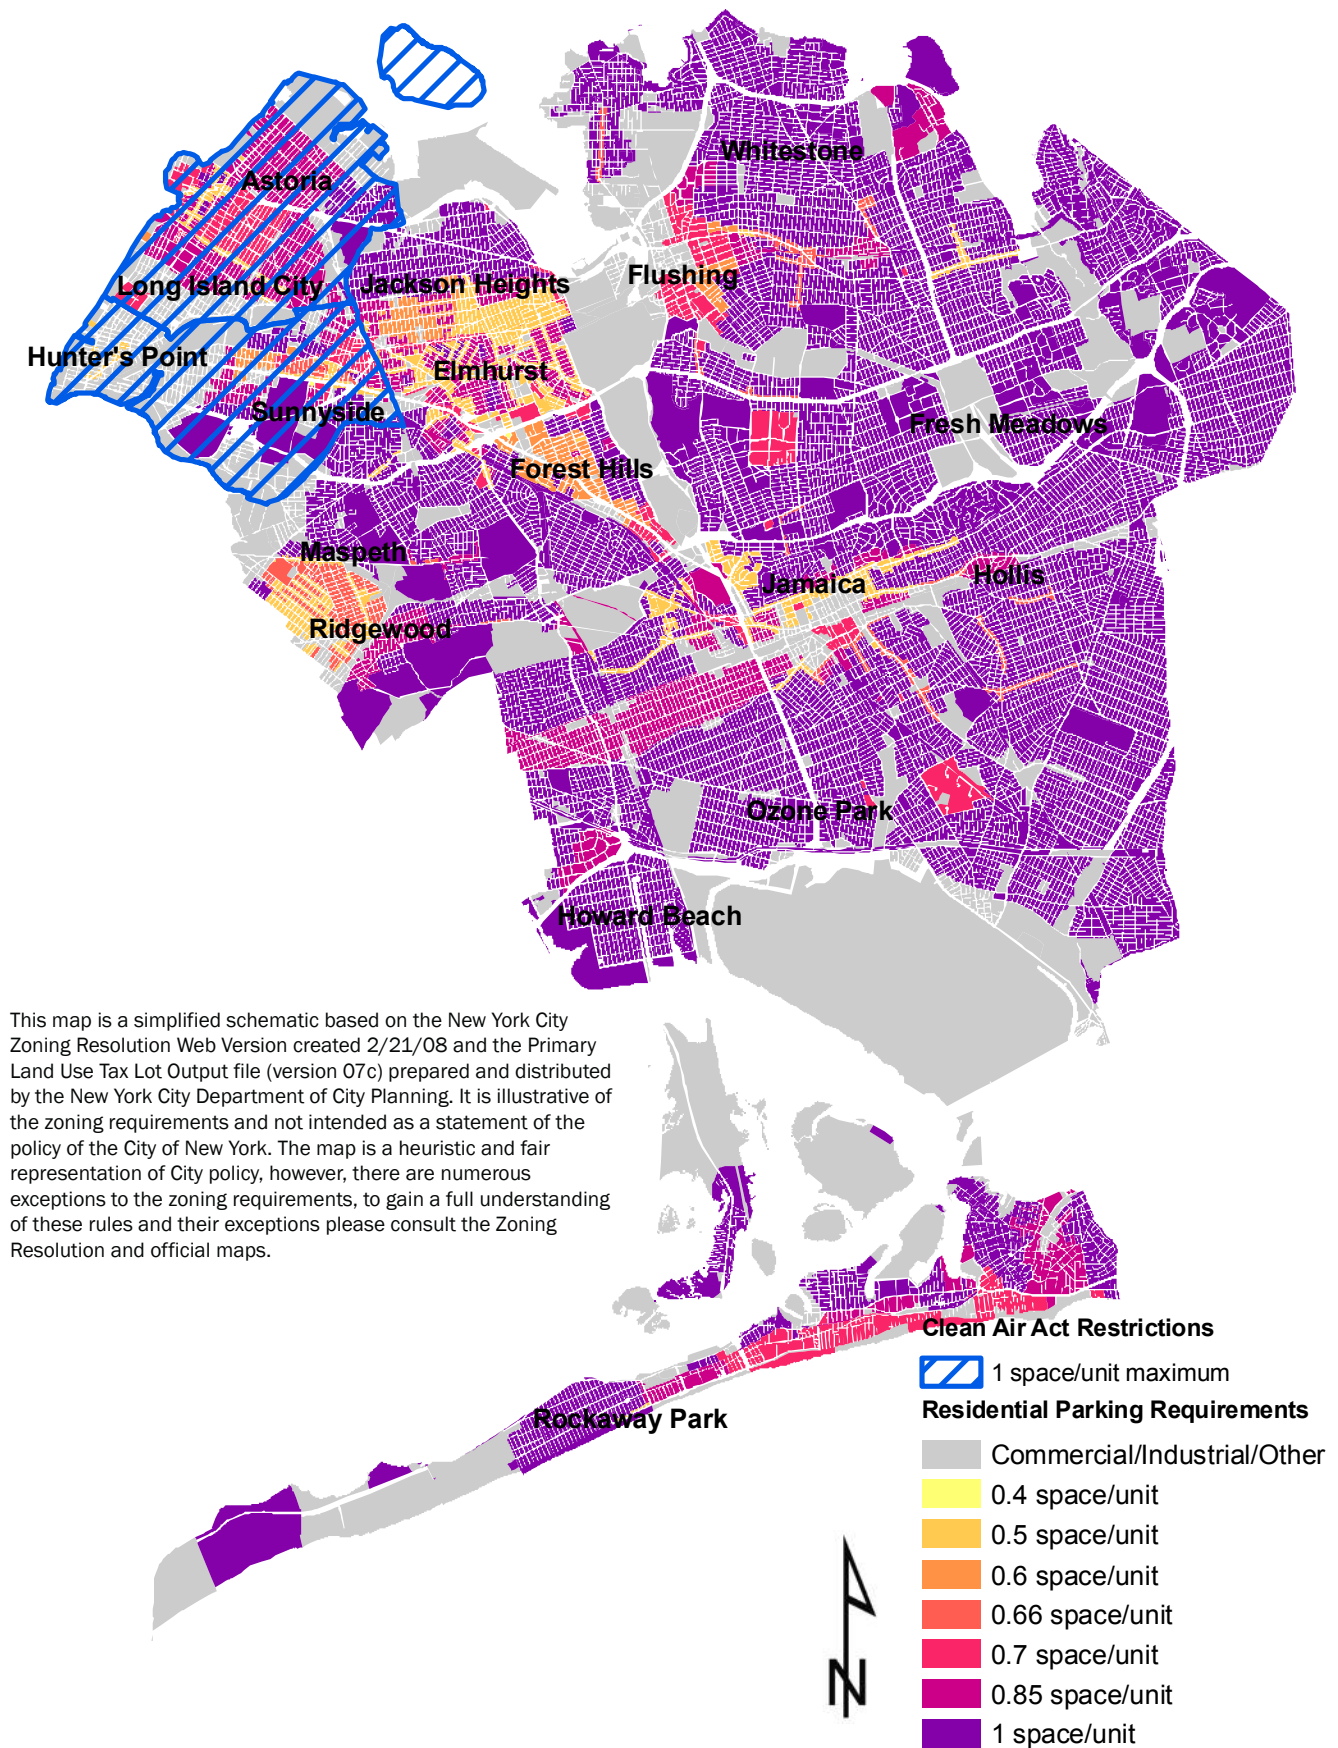 Whitestone
Astoria
Flushing
Long Island City
Jackson Heights
Hunter's Point
Elmhurst
Sunnyside
Fresh Meadows
Forest Hills
Maspeth
Jamaica
Hollis
Ridgewood
Ozone Park
Howard Beach
This map is a simplified schematic based on the New York City
Zoning Resolution Web Version created 2/21/08 and the Primary
Land Use Tax Lot Output file (version 07c) prepared and distributed
by the New York City Department of City Planning. It is illustrative of
the zoning requirements and not intended as a statement of the
policy of the City of New York. The map is a heuristic and fair
representation of City policy, however, there are numerous
exceptions to the zoning requirements, to gain a full understanding
of these rules and their exceptions please consult the Zoning
Resolution and official maps.
Rockaway Park
Clean Air Act Restrictions
1 space/unit maximum
Residential Parking Requirements
Commercial/Industrial/Other
0.4 space/unit
0.5 space/unit
0.6 space/unit
0.66 space/unit
0.7 space/unit
0.85 space/unit
1 space/unit
N